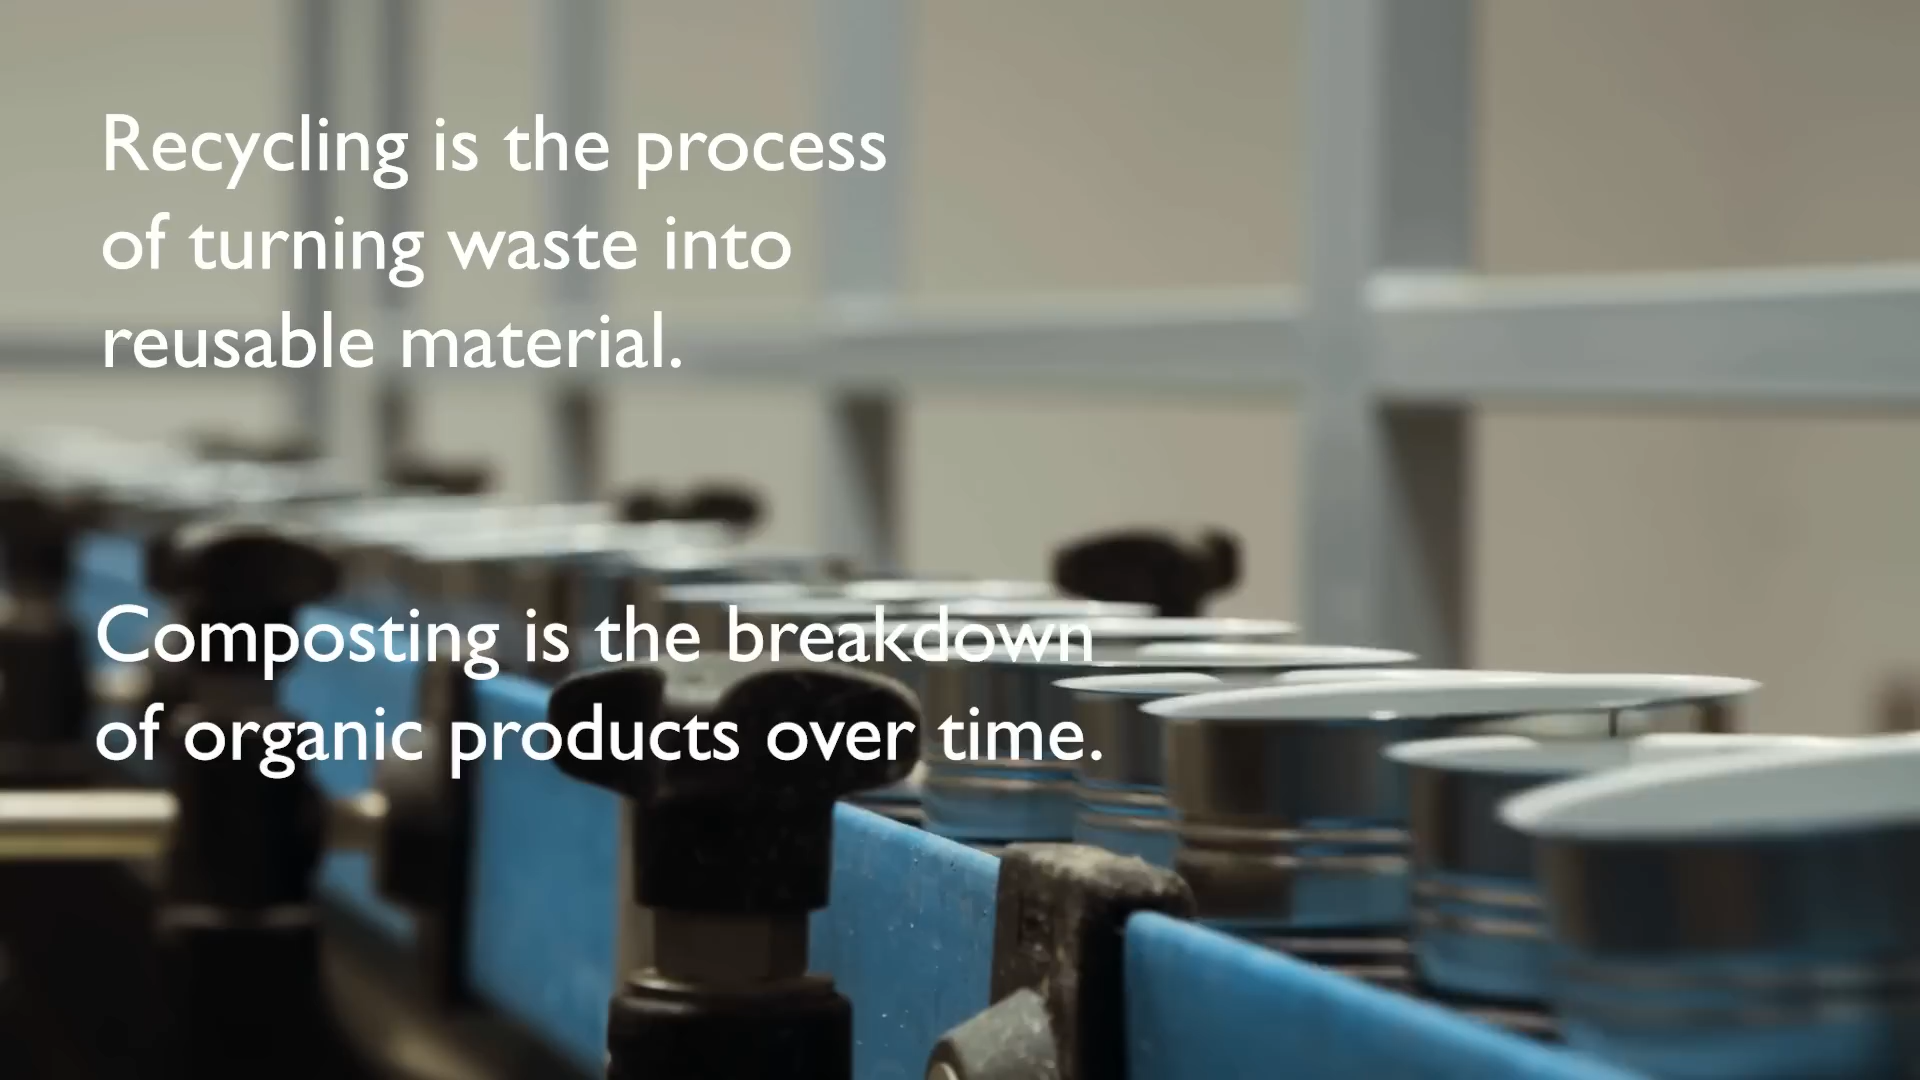 Recycling is the process
of turning waste into
reusable material.
Composting is the breakdown
of organic products over time.